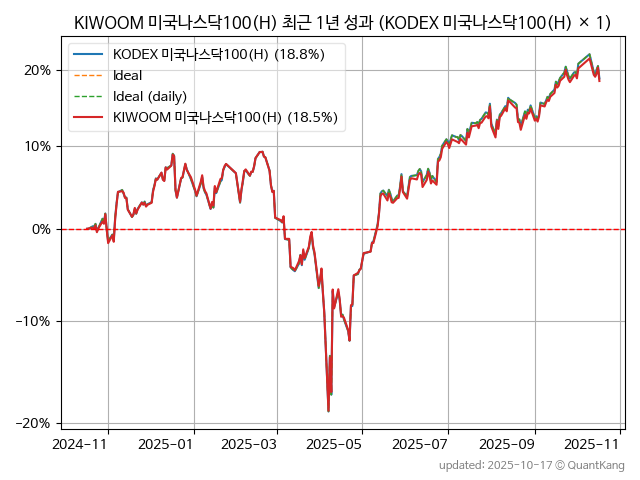 KIWOOM 미국나스닥100(H) 최근 1년 성과 (KODEX 미국나스닥100(H) × 1)
KODEX 미국나스닥100(H) (18.8%)
Ideal
Ideal (daily)
KIWOOM 미국나스닥100(H) (18.5%)
20%
10%
0%
−10%
−20%
2024-11 2025-01 2025-03 2025-05 2025-07 2025-09 2025-11
updated: 2025-10-17 © QuantKang